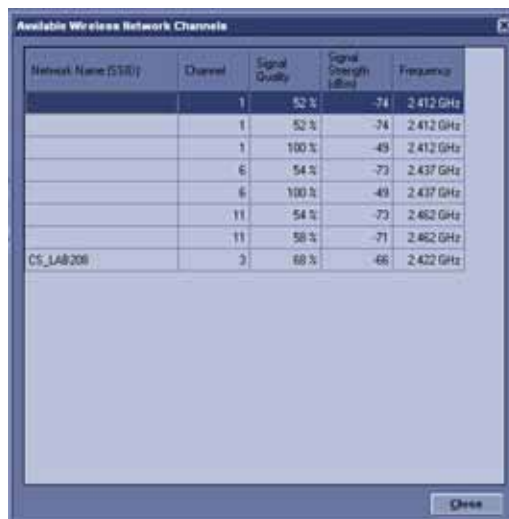 Available Wireless Network Channels
Network Name (SSID) Channel Signal Quality Signal Strength (dBm) Frequency
1 52 % -74 2.412 GHz
1 52 % -74 2.412 GHz
1 100 % -49 2.412 GHz
6 54 % -73 2.437 GHz
6 100 % -49 2.437 GHz
11 54 % -73 2.462 GHz
11 58 % -71 2.462 GHz
CS_LAB208 3 68 % -66 2.422 GHz
Close